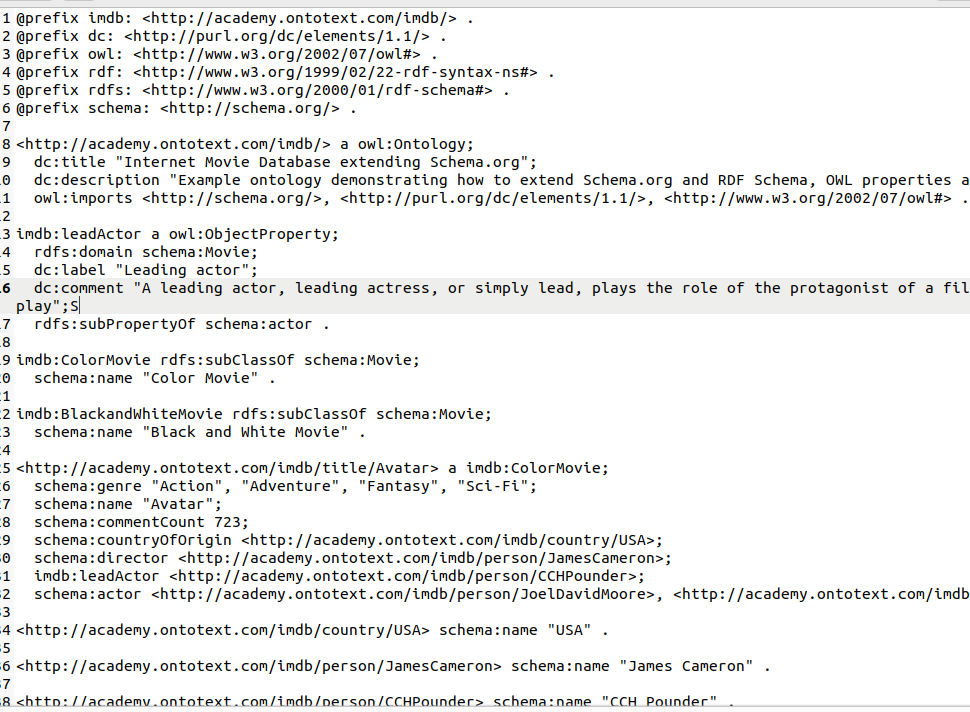 1 @prefix imdb: <http://academy.ontotext.com/imdb/> .
2 @prefix dc: <http://purl.org/dc/elements/1.1/> .
3 @prefix owl: <http://www.w3.org/2002/07/owl#> .
4 @prefix rdf: <http://www.w3.org/1999/02/22-rdf-syntax-ns#> .
5 @prefix rdfs: <http://www.w3.org/2000/01/rdf-schema#> .
6 @prefix schema: <http://schema.org/> .
7
8 <http://academy.ontotext.com/imdb/> a owl:Ontology;
9   dc:title "Internet Movie Database extending Schema.org";
0   dc:description "Example ontology demonstrating how to extend Schema.org and RDF Schema, OWL properties a
1   owl:imports <http://schema.org/>, <http://purl.org/dc/elements/1.1/>, <http://www.w3.org/2002/07/owl#> .
2
3 imdb:leadActor a owl:ObjectProperty;
4   rdfs:domain schema:Movie;
5   dc:label "Leading actor";
6   dc:comment "A leading actor, leading actress, or simply lead, plays the role of the protagonist of a fil
play";S
7   rdfs:subPropertyOf schema:actor .
8
9 imdb:ColorMovie rdfs:subClassOf schema:Movie;
0   schema:name "Color Movie" .
1
2 imdb:BlackandWhiteMovie rdfs:subClassOf schema:Movie;
3   schema:name "Black and White Movie" .
4
5 <http://academy.ontotext.com/imdb/title/Avatar> a imdb:ColorMovie;
6   schema:genre "Action", "Adventure", "Fantasy", "Sci-Fi";
7   schema:name "Avatar";
8   schema:commentCount 723;
9   schema:countryOfOrigin <http://academy.ontotext.com/imdb/country/USA>;
0   schema:director <http://academy.ontotext.com/imdb/person/JamesCameron>;
1   imdb:leadActor <http://academy.ontotext.com/imdb/person/CCHPounder>;
2   schema:actor <http://academy.ontotext.com/imdb/person/JoelDavidMoore>, <http://academy.ontotext.com/imdb
3
4 <http://academy.ontotext.com/imdb/country/USA> schema:name "USA" .
5
6 <http://academy.ontotext.com/imdb/person/JamesCameron> schema:name "James Cameron" .
7
8 <http://academy.ontotext.com/imdb/person/CCHPounder> schema:name "CCH Pounder" .